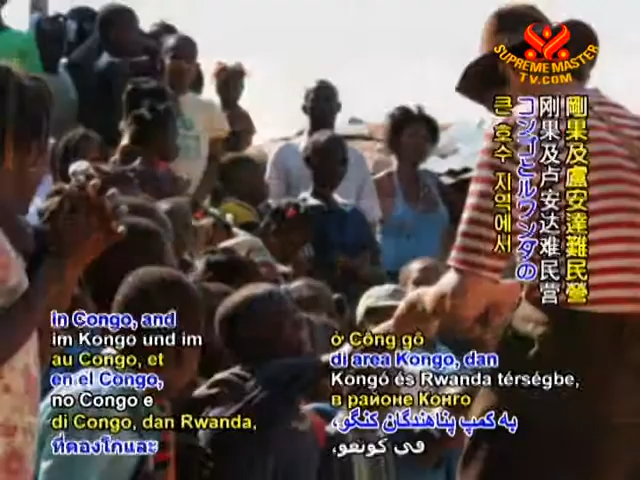 SUPREME MASTER
TV.COM
剛果及盧安達難民營
刚果及卢安达难民营
コンゴとルワンダの
큰 호수 지역에서
In Congo, and
im Kongo und im
au Congo, et
en el Congo,
no Congo e
di Congo, dan Rwanda,
ที่คองโกและ
ở Công gô
di area Kongo, dan
Kongó és Rwanda térségbe,
в районе Конго
به کمپ پناهندگان کنگو،
في كونغو،